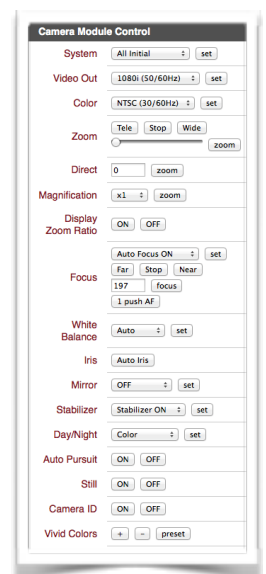 Camera Module Control
System All Initial set
Video Out 1080i (50/60Hz) set
Color NTSC (30/60Hz) set
Zoom Tele Stop Wide
zoom
Direct 0 zoom
Magnification x1 zoom
Display Zoom Ratio ON OFF
Focus Auto Focus ON set
Far Stop Near
197 focus
1 push AF
White Balance Auto set
Iris Auto Iris
Mirror OFF set
Stabilizer Stabilizer ON set
Day/Night Color set
Auto Pursuit ON OFF
Still ON OFF
Camera ID ON OFF
Vivid Colors + - preset